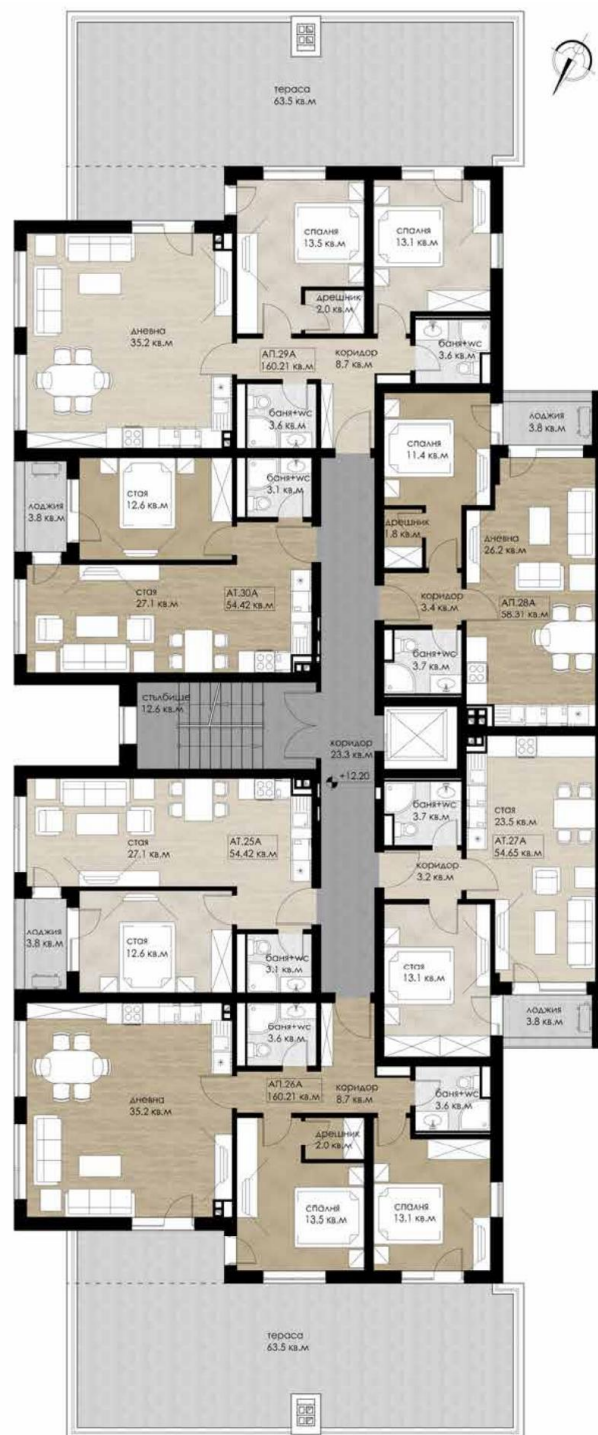 тераса
63.5 кв.м
спалня
13.5 кв.м
спалня
13.1 кв.м
дрешник
2.0 кв.м
дневна
35.2 кв.м
АП.29А
160.21 кв.м
коридор
8.7 кв.м
баня+wc
3.6 кв.м
баня+wc
3.6 кв.м
лоджия
3.8 кв.м
спалня
11.4 кв.м
баня+wc
3.1 кв.м
стая
12.6 кв.м
лоджия
3.8 кв.м
дрешник
1.8 кв.м
дневна
26.2 кв.м
стая
27.1 кв.м
АТ.30А
54.42 кв.м
коридор
3.4 кв.м
АП.28А
58.31 кв.м
баня+wc
3.7 кв.м
стълбище
12.6 кв.м
коридор
23.3 кв.м
+12.20
баня+wc
3.7 кв.м
стая
23.5 кв.м
АТ.27А
54.65 кв.м
стая
27.1 кв.м
АТ.25А
54.42 кв.м
коридор
3.2 кв.м
лоджия
3.8 кв.м
стая
12.6 кв.м
баня+wc
3.1 кв.м
стая
13.1 кв.м
лоджия
3.8 кв.м
баня+wc
3.6 кв.м
дневна
35.2 кв.м
АП.26А
160.21 кв.м
коридор
8.7 кв.м
баня+wc
3.6 кв.м
дрешник
2.0 кв.м
спалня
13.5 кв.м
спалня
13.1 кв.м
тераса
63.5 кв.м